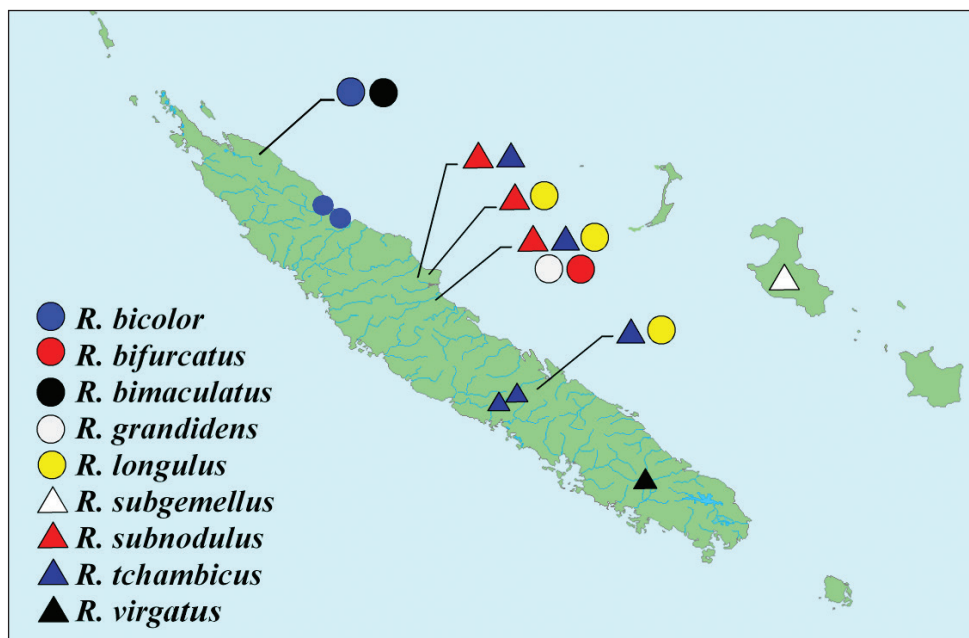 R. bicolor
R. bifurcatus
R. bimaculatus
R. grandidens
R. longulus
R. subgemellus
R. subnodulus
R. tchambicus
R. virgatus